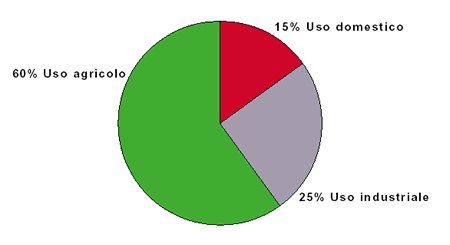 15% Uso domestico
60% Uso agricolo
25% Uso industriale